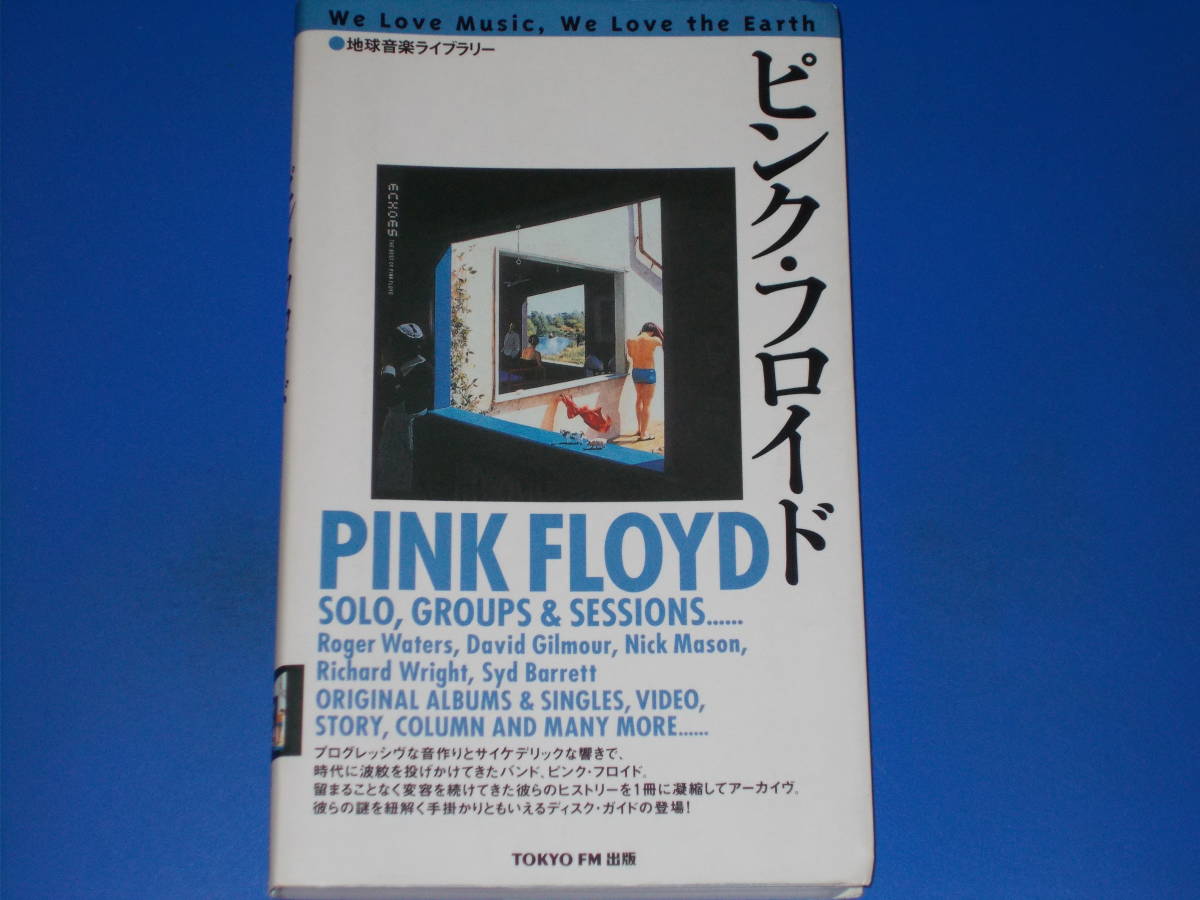 We Love Music, We Love the Earth
●地球音楽ライブラリー
ピンク・フロイド
ECHOES
THE BEST OF PINK FLOYD
PINK FLOYD
SOLO, GROUPS & SESSIONS......
Roger Waters, David Gilmour, Nick Mason,
Richard Wright, Syd Barrett
ORIGINAL ALBUMS & SINGLES, VIDEO,
STORY, COLUMN AND MANY MORE......
プログレッシヴな音作りとサイケデリックな響きで、
時代に波紋を投げかけてきたバンド、ピンク・フロイド。
留まることなく変容を続けてきた彼らのヒストリーを1冊に凝縮してアーカイヴ。
彼らの謎を紐解く手掛かりともいえるディスク・ガイドの登場!
TOKYO FM 出版